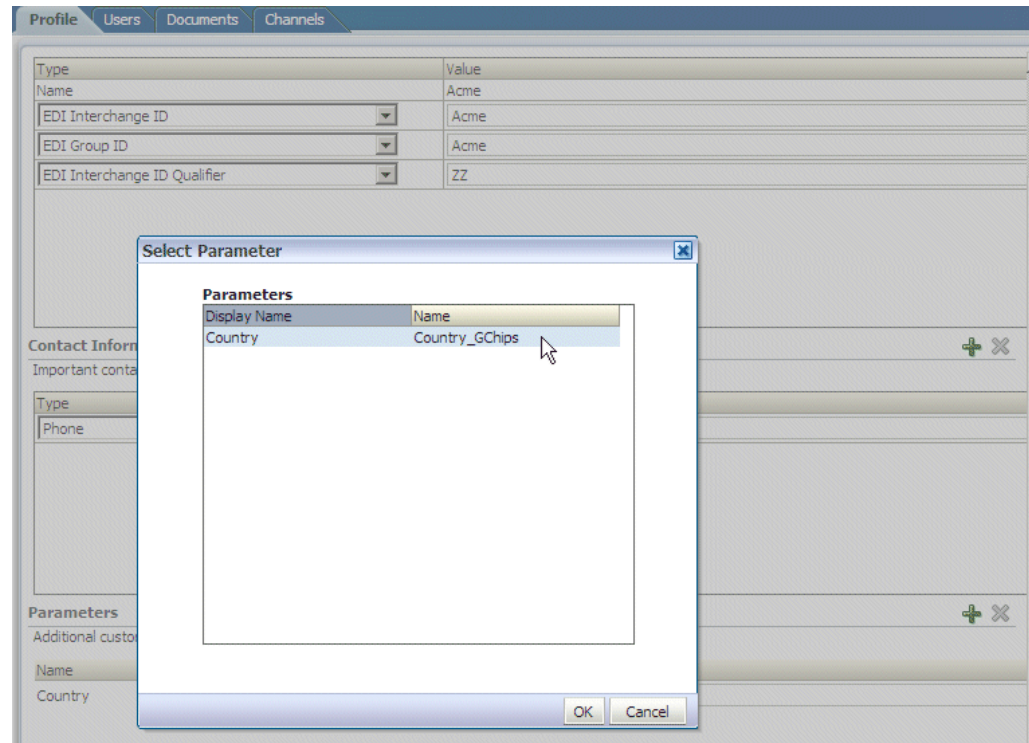 Profile Users Documents Channels
Type Value
Name Acme
EDI Interchange ID Acme
EDI Group ID Acme
EDI Interchange ID Qualifier ZZ
Select Parameter
Parameters
Display Name Name
Country Country_GChips
Contact Inform
Important conta
Type
Phone
Parameters
Additional custo
Name
Country
OK Cancel